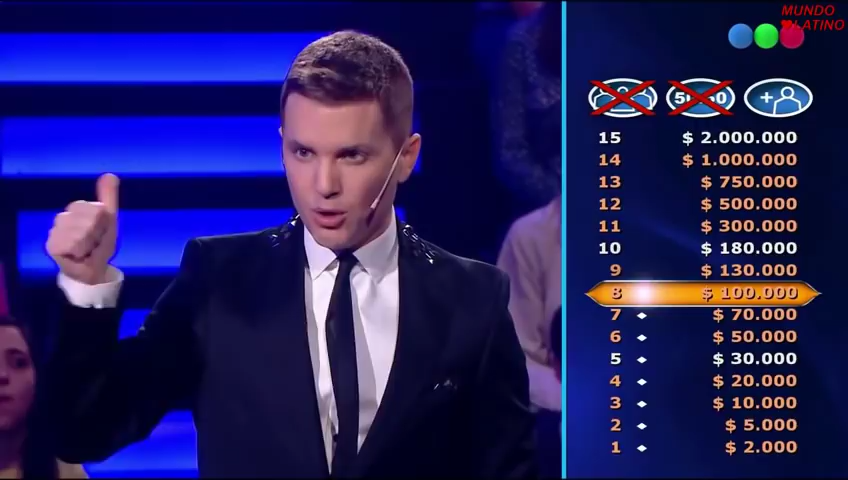 MUNDO
LATINO
50:50
+
15 $ 2.000.000
14 $ 1.000.000
13 $ 750.000
12 $ 500.000
11 $ 300.000
10 $ 180.000
9 $ 130.000
8 $ 100.000
7 $ 70.000
6 $ 50.000
5 $ 30.000
4 $ 20.000
3 $ 10.000
2 $ 5.000
1 $ 2.000